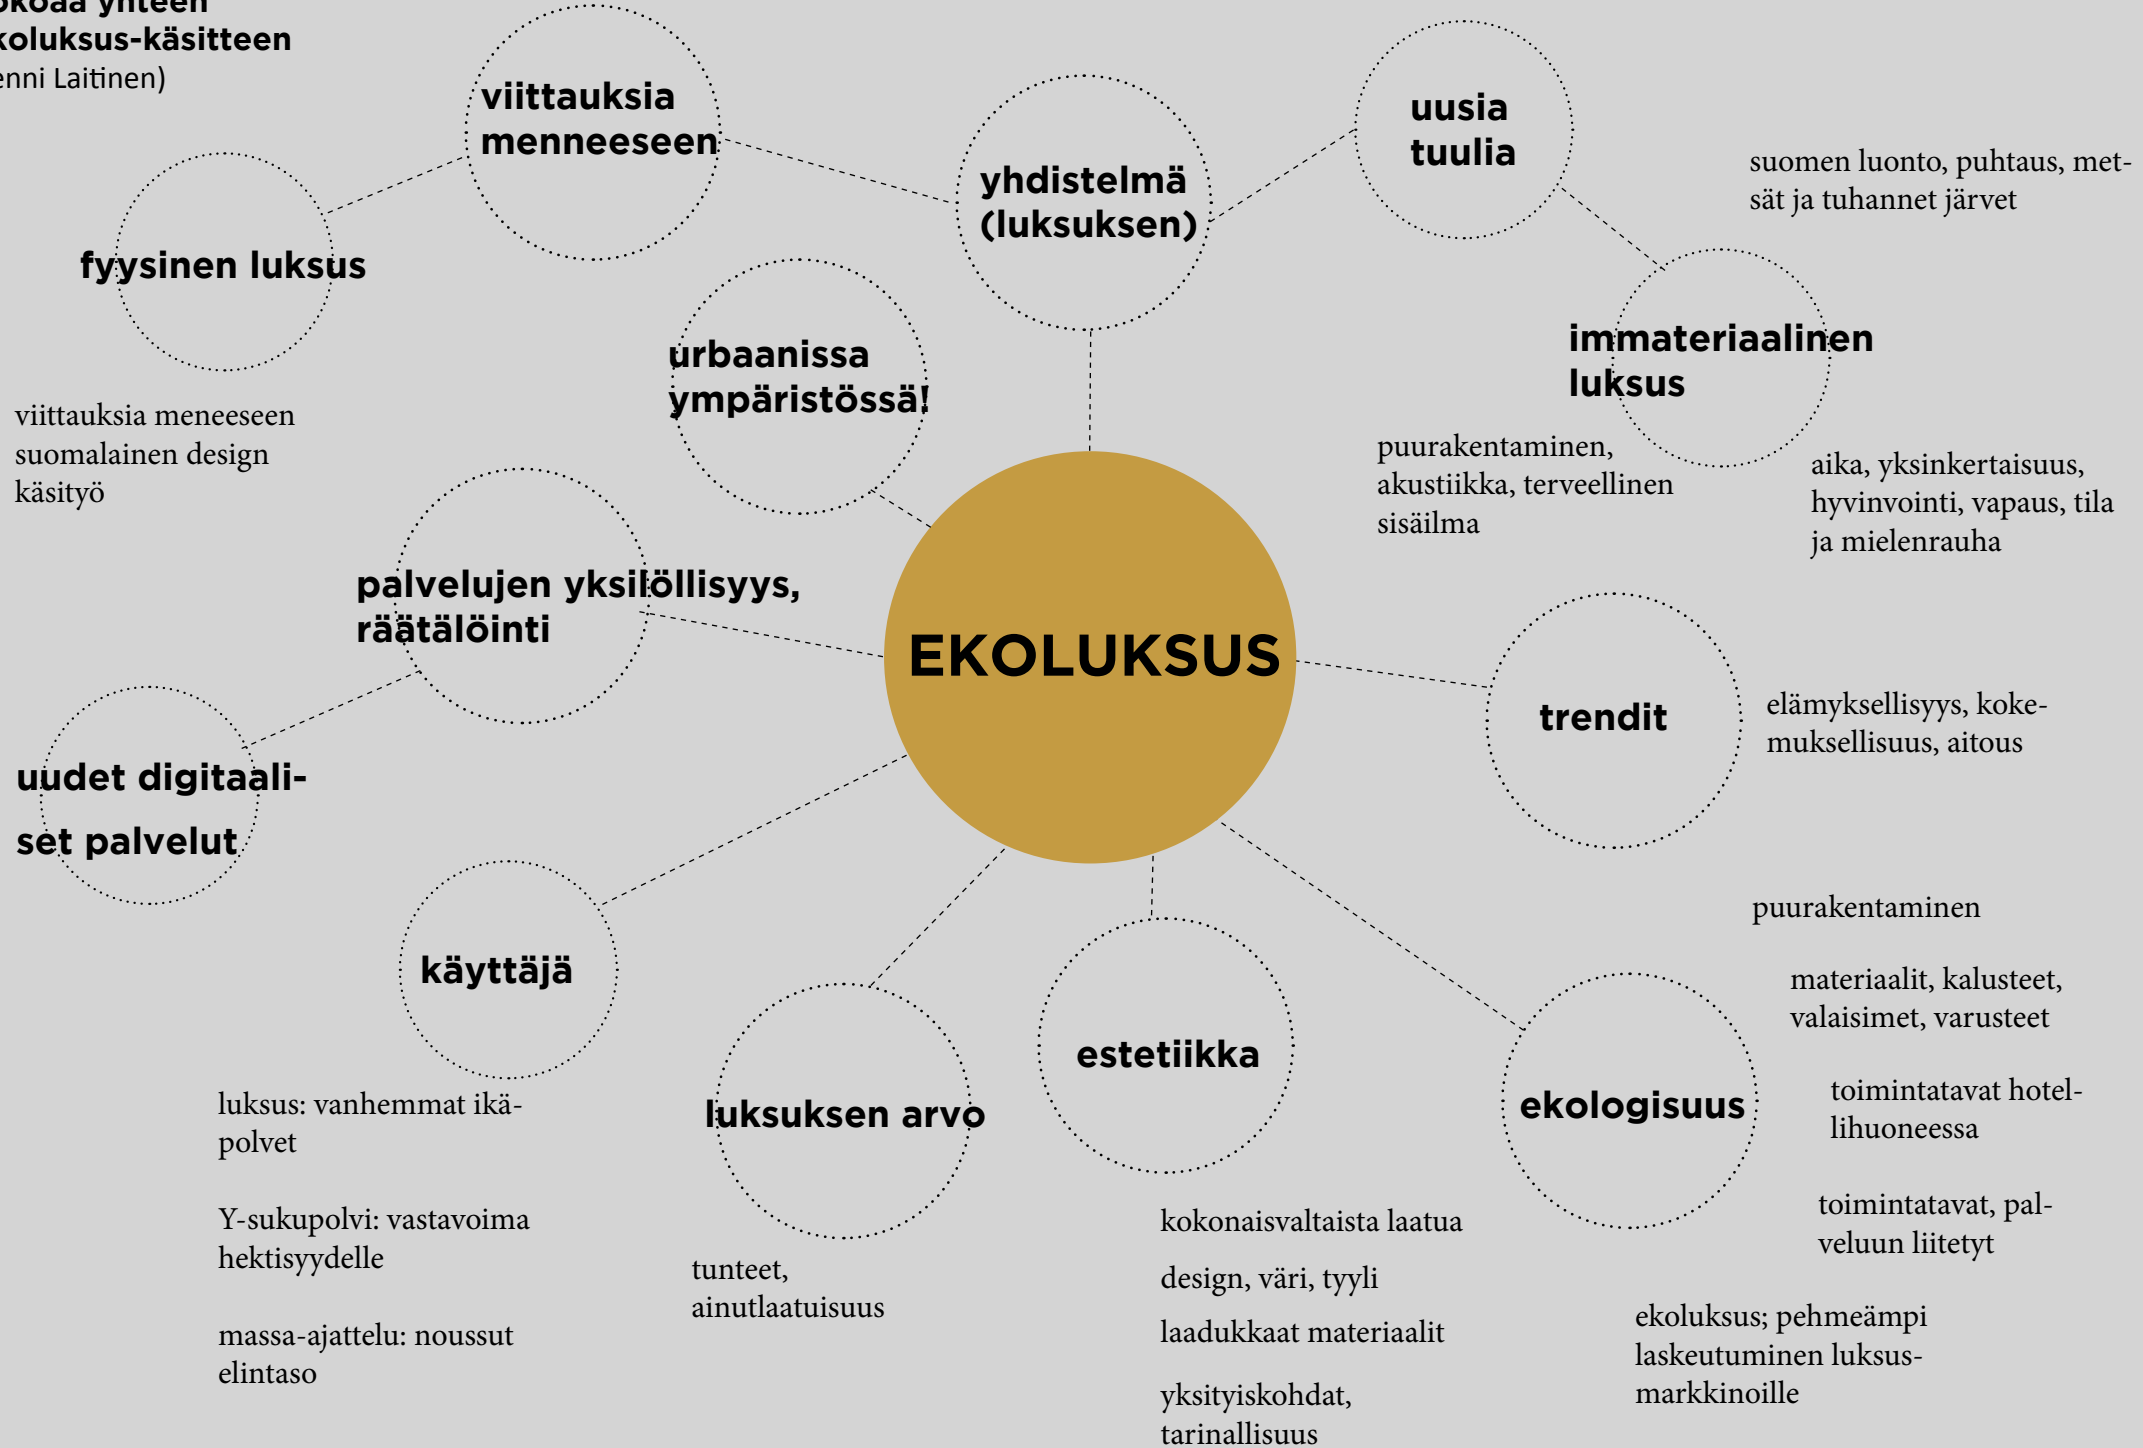 koluksus-käsitteen
enni Laitinen)
viittauksia
menneeseen
fyysinen luksus
viittauksia meneeseen
suomalainen design
käsityö
yhdistelmä
(luksuksen)
uusia
tuulia
suomen luonto, puhtaus, met-
sät ja tuhannet järvet
immateriaalinen
luksus
puurakentaminen,
akustiikka, terveellinen
sisäilma
aika, yksinkertaisuus,
hyvinvointi, vapaus, tila
ja mielenrauha
urbaanissa
ympäristössä!
palvelujen yksilöllisyys,
räätälöinti
uudet digitaali-
set palvelut
EKOLUKSUS
trendit
elämyksellisyys, koke-
muksellisuus, aitous
käyttäjä
luksus: vanhemmat ikä-
polvet
Y-sukupolvi: vastavoima
hektisyydelle
massa-ajattelu: noussut
elintaso
luksuksen arvo
tunteet,
ainutlaatuisuus
estetiikka
kokonaisvaltaista laatua
design, väri, tyyli
laadukkaat materiaalit
yksityiskohdat,
tarinallisuus
ekologisuus
puurakentaminen
materiaalit, kalusteet,
valaisimet, varusteet
toimintatavat hotel-
lihuoneessa
toimintatavat, pal-
veluun liitetyt
ekoluksus; pehmeämpi
laskeutuminen luksus-
markkinoille